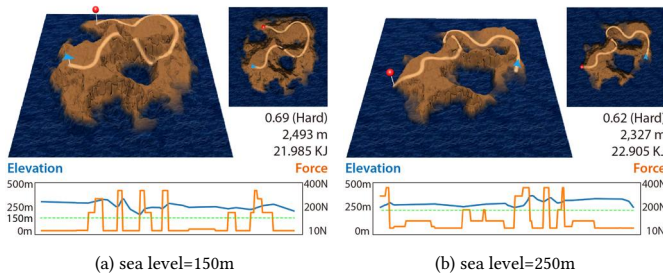 0.69 (Hard)
2,493 m
21.985 KJ
Elevation
Force
500m
250m
150m
0m
400N
200N
10N
(a) sea level=150m
0.62 (Hard)
2,327 m
22.905 KJ
Elevation
Force
500m
250m
0m
400N
200N
10N
(b) sea level=250m